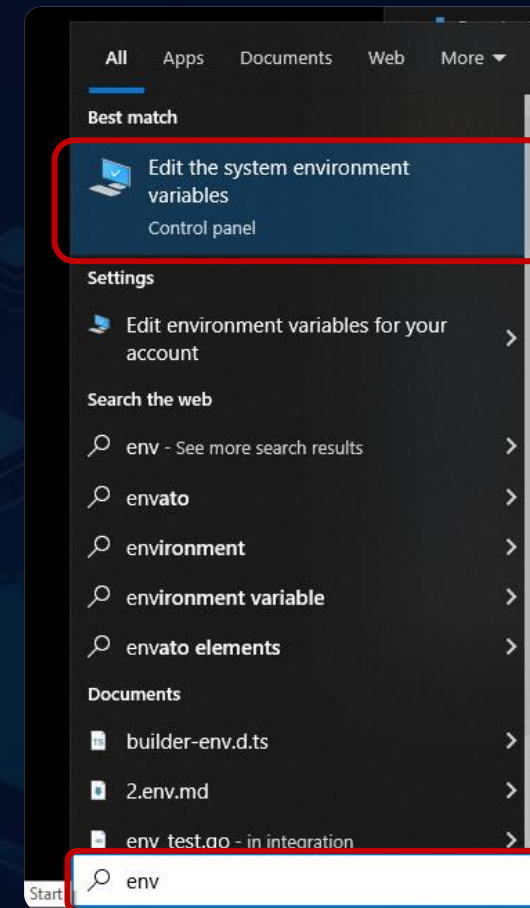 All Apps Documents Web More
Best match
Edit the system environment
variables
Control panel
Settings
Edit environment variables for your
account
Search the web
env - See more search results
envato
environment
environment variable
envato elements
Documents
builder-env.d.ts
2.env.md
env_test.go - in integration
env
Start